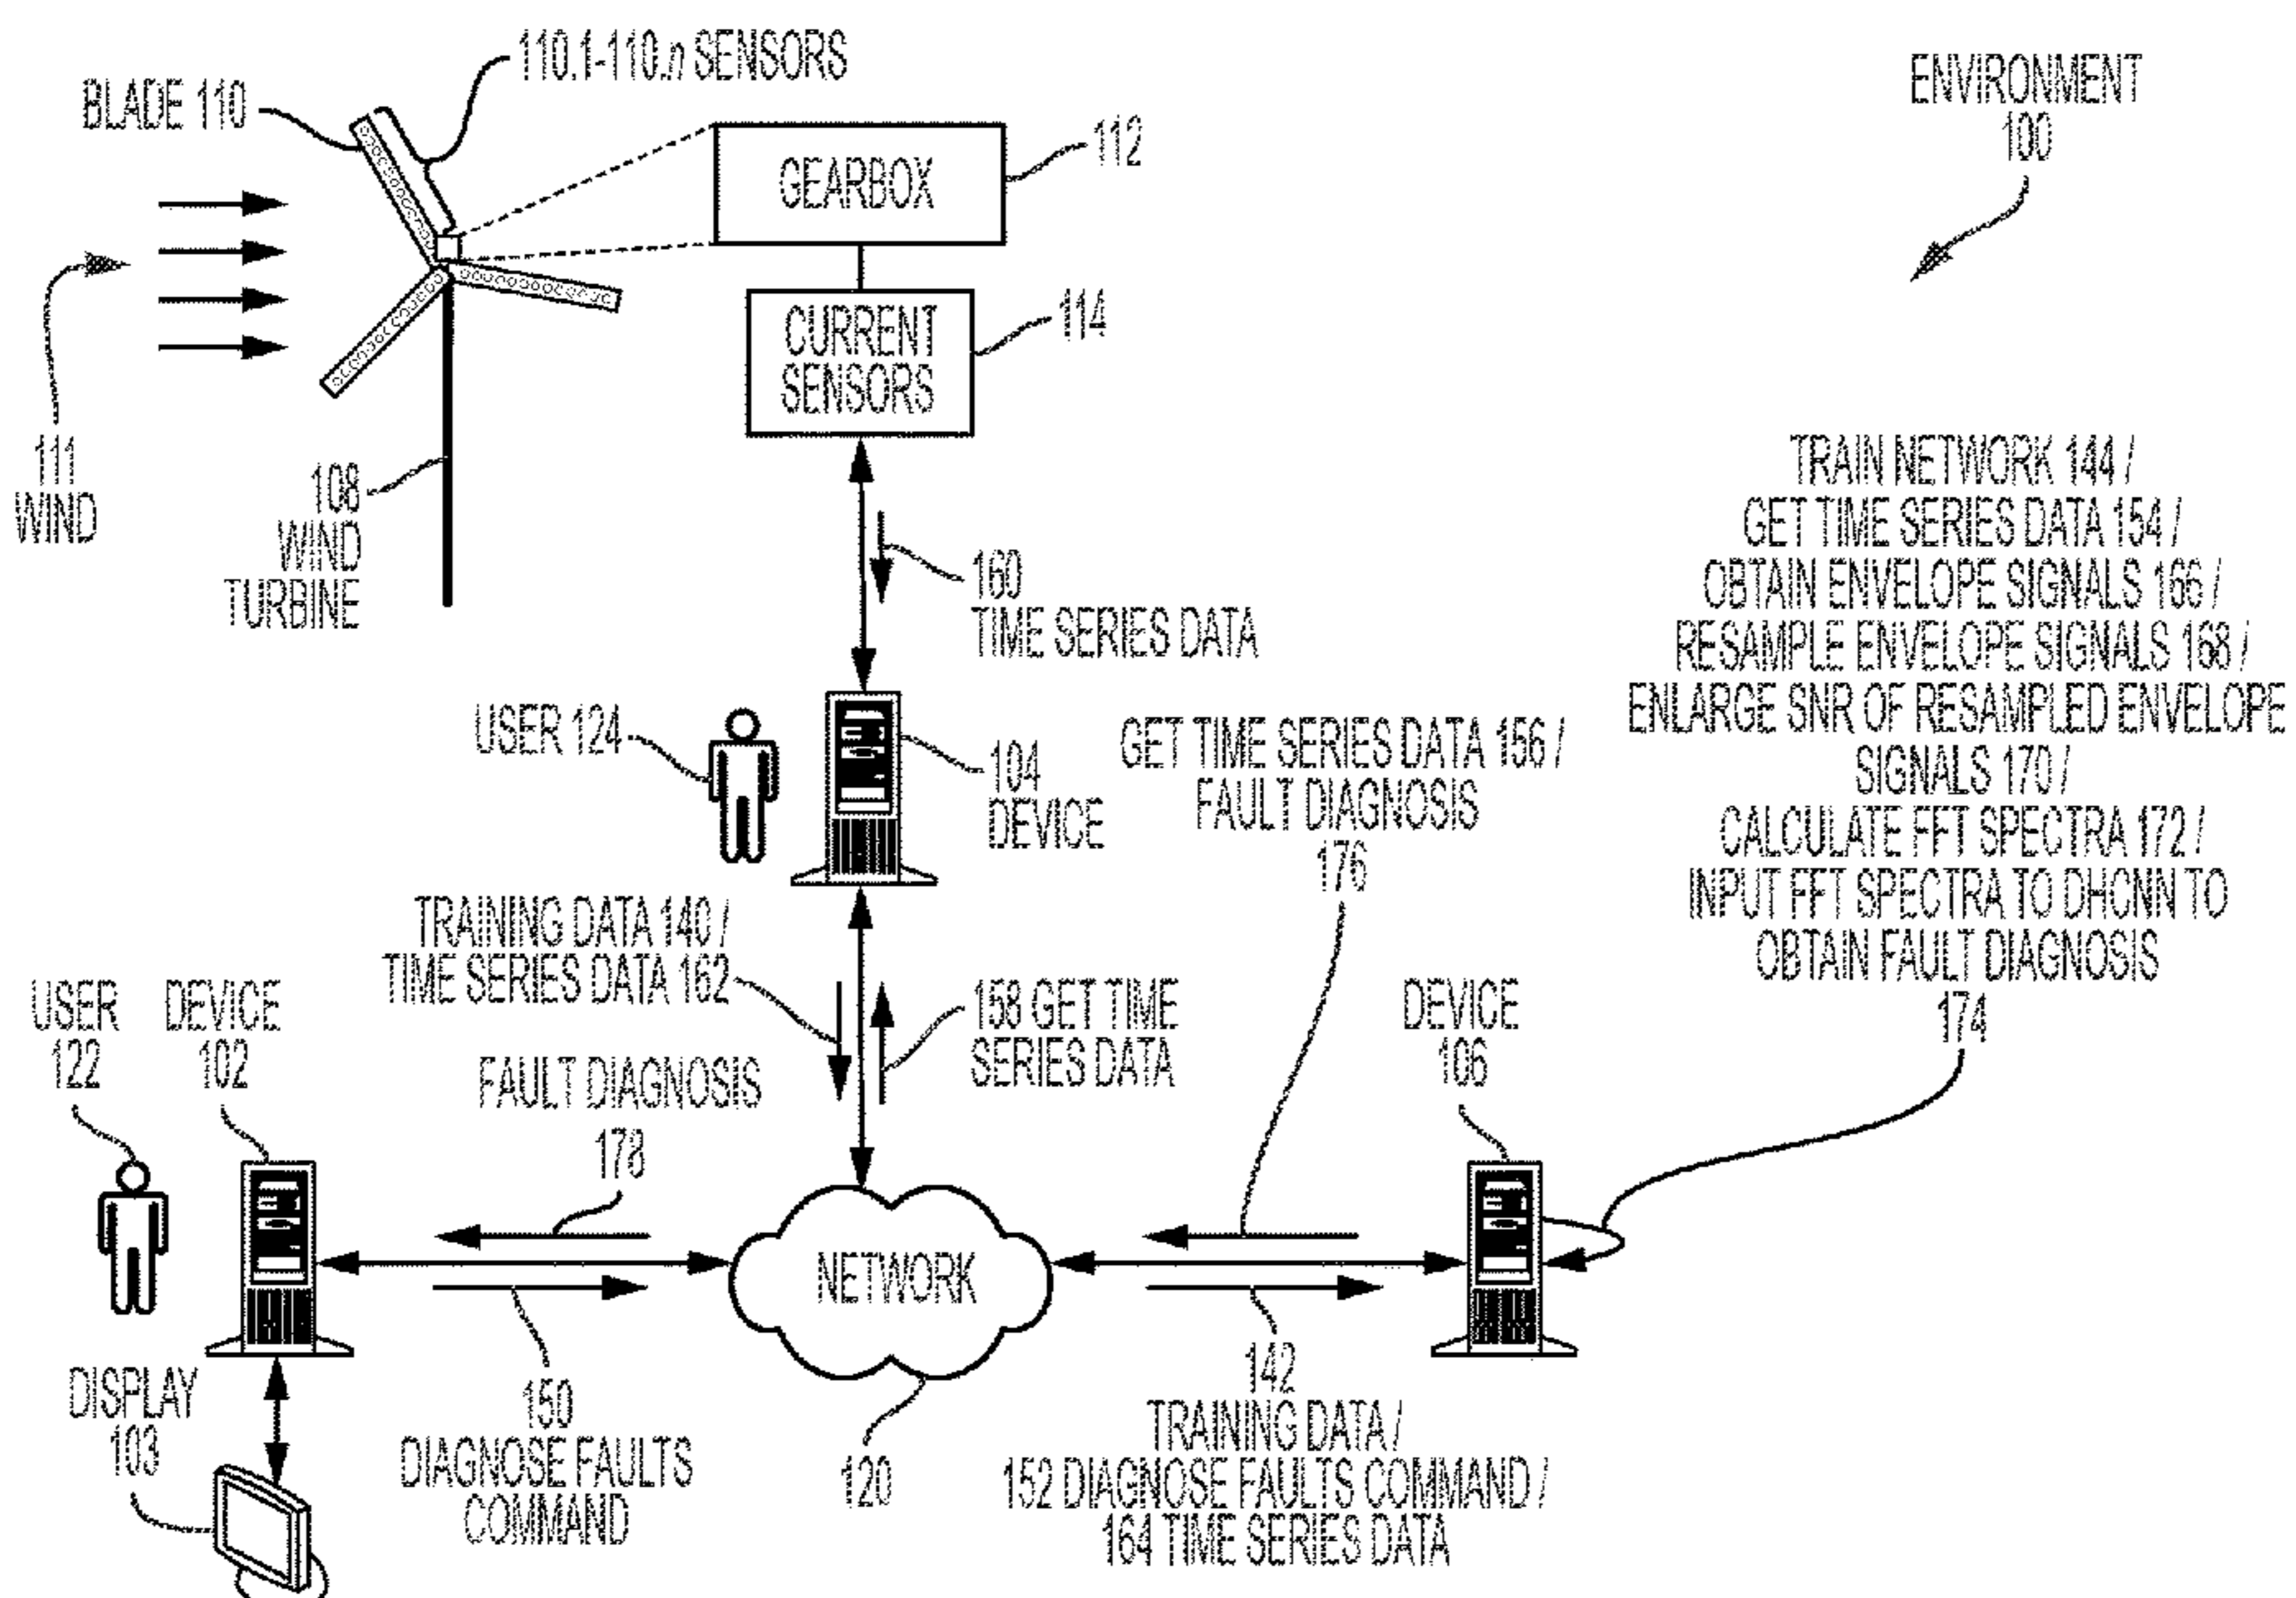 110.1-110.n SENSORS
BLADE 110
ENVIRONMENT
100
GEARBOX
112
CURRENT
SENSORS
114
111
WIND
108
WIND
TURBINE
160
TIME SERIES DATA
TRAIN NETWORK 144 /
GET TIME SERIES DATA 154 /
OBTAIN ENVELOPE SIGNALS 166 /
RESAMPLE ENVELOPE SIGNALS 168 /
ENLARGE SNR OF RESAMPLED ENVELOPE
SIGNALS 170 /
CALCULATE FFT SPECTRA 172 /
INPUT FFT SPECTRA TO DHCNN TO
OBTAIN FAULT DIAGNOSIS
174
USER 124
104
DEVICE
GET TIME SERIES DATA 156 /
FAULT DIAGNOSIS
176
TRAINING DATA 140 /
TIME SERIES DATA 162
158 GET TIME
SERIES DATA
USER
122
DEVICE
102
FAULT DIAGNOSIS
178
DEVICE
106
NETWORK
DISPLAY
103
150
DIAGNOSE FAULTS
COMMAND
120
142
TRAINING DATA /
152 DIAGNOSE FAULTS COMMAND /
164 TIME SERIES DATA